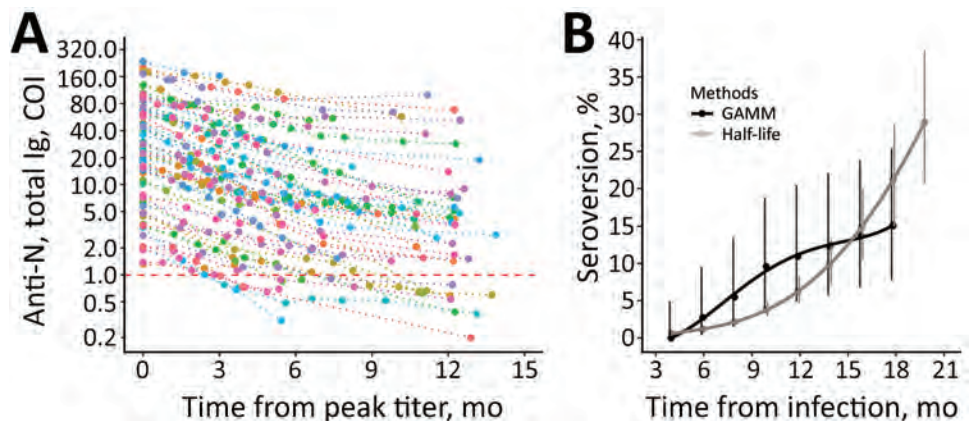 A
Anti-N, total Ig, COI
320.0
160.0
80.0
40.0
20.0
10.0
5.0
2.0
1.0
0.5
0.2
0 3 6 9 12 15
Time from peak titer, mo
B
Seroversion, %
40
35
30
25
20
15
10
5
0
Methods
GAMM
Half-life
3 6 9 12 15 18 21
Time from infection, mo